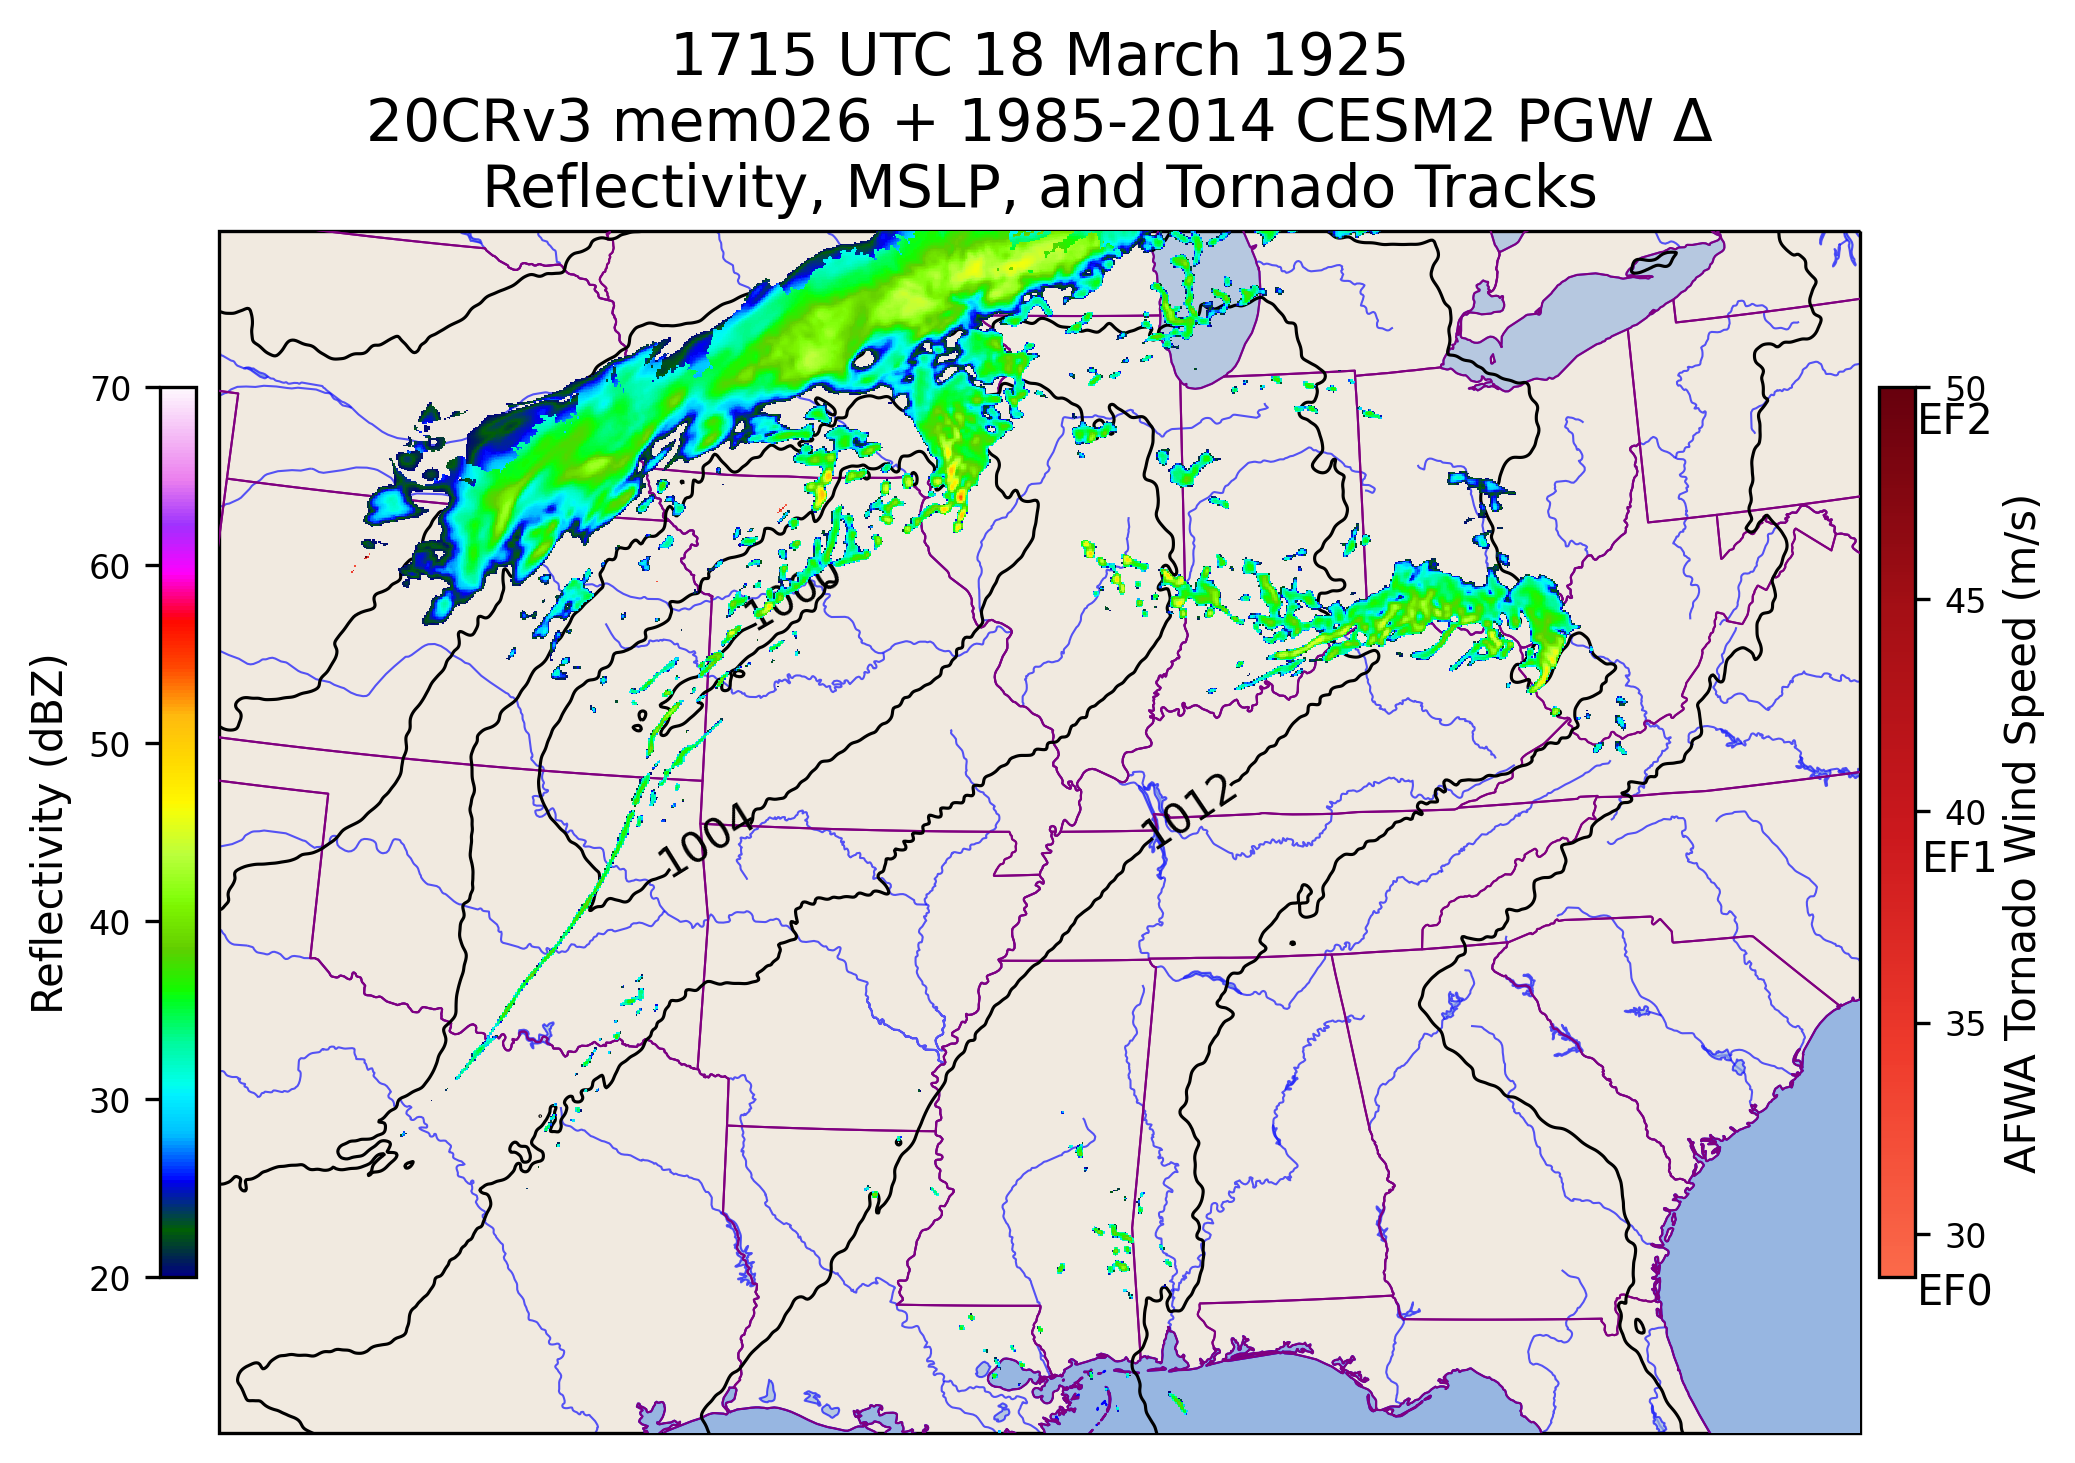 1715 UTC 18 March 1925
20CRv3 mem026 + 1985-2014 CESM2 PGW Δ
Reflectivity, MSLP, and Tornado Tracks
Reflectivity (dBZ)
70
60
50
40
30
20
1000
1004
1012
50
EF2
45
40
EF1
35
30
EF0
AFWA Tornado Wind Speed (m/s)